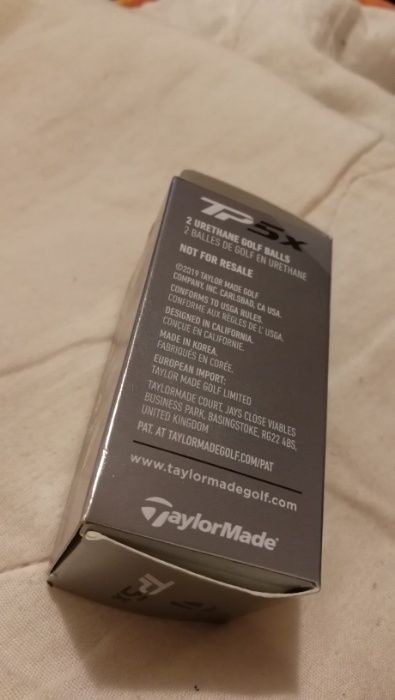 TP5x
2 URETHANE GOLF BALLS
2 BALLES DE GOLF EN URETHANE
NOT FOR RESALE
©2019 TAYLOR MADE GOLF
COMPANY INC. CARLSBAD, CA USA.
CONFORMS TO USGA RULES.
CONFORME AUX RÈGLES DE L' USGA.
DESIGNED IN CALIFORNIA.
CONÇUE EN CALIFORNIE.
MADE IN KOREA.
FABRIQUÉS EN CORÉE.
EUROPEAN IMPORT:
TAYLOR MADE GOLF LIMITED
TAYLORMADE COURT, JAYS CLOSE VIABLES
BUSINESS PARK, BASINGSTOKE, RG22 4BS,
UNITED KINGDOM
PAT. AT TAYLORMADEGOLF.COM/PAT
www.taylormadegolf.com
TaylorMade
TP5x